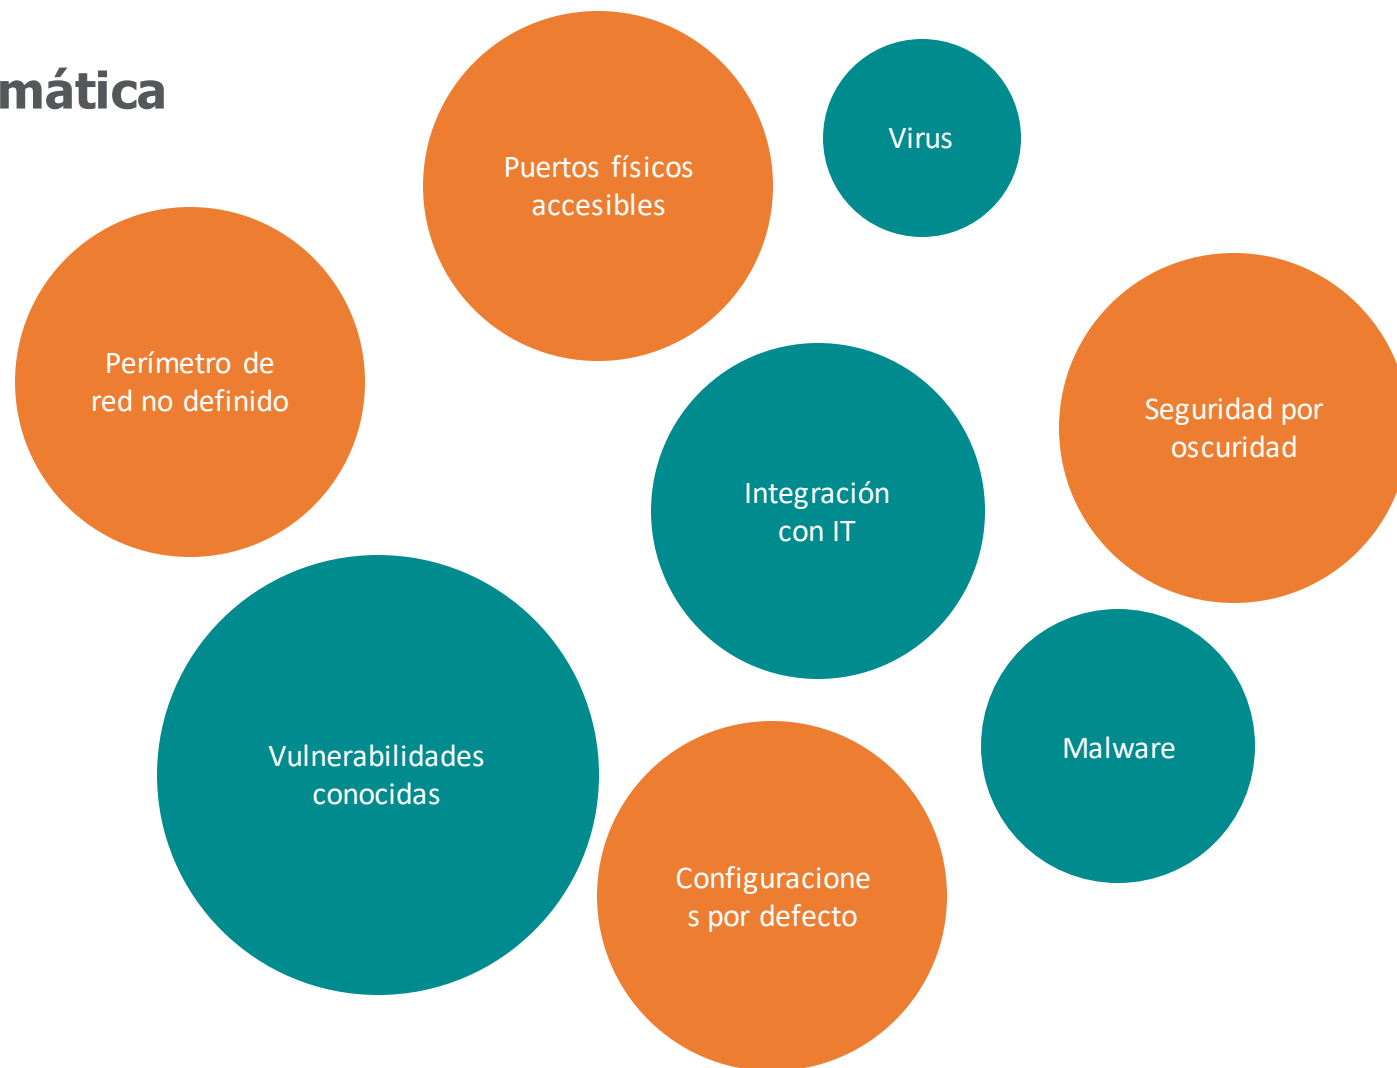 mática
Puertos físicos
accesibles
Virus
Perímetro de
red no definido
Seguridad por
oscuridad
Integración
con IT
Vulnerabilidades
conocidas
Malware
Configuracione
s por defecto